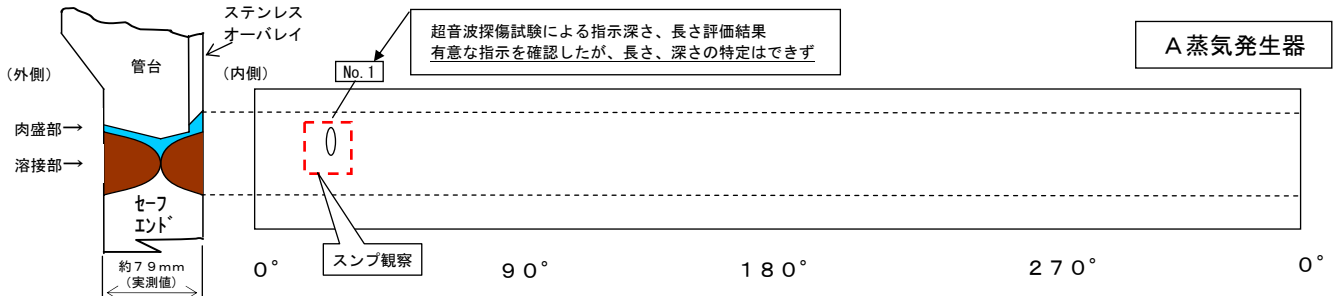 ステンレス
オーバレイ
(外側)
管台
(内側)
肉盛部→
溶接部→
セーフ
エンド
約79mm
(実測値)
超音波探傷試験による指示深さ、長さ評価結果
有意な指示を確認したが、長さ、深さの特定はできず
No.1
A蒸気発生器
スンプ観察
0°
90°
180°
270°
0°